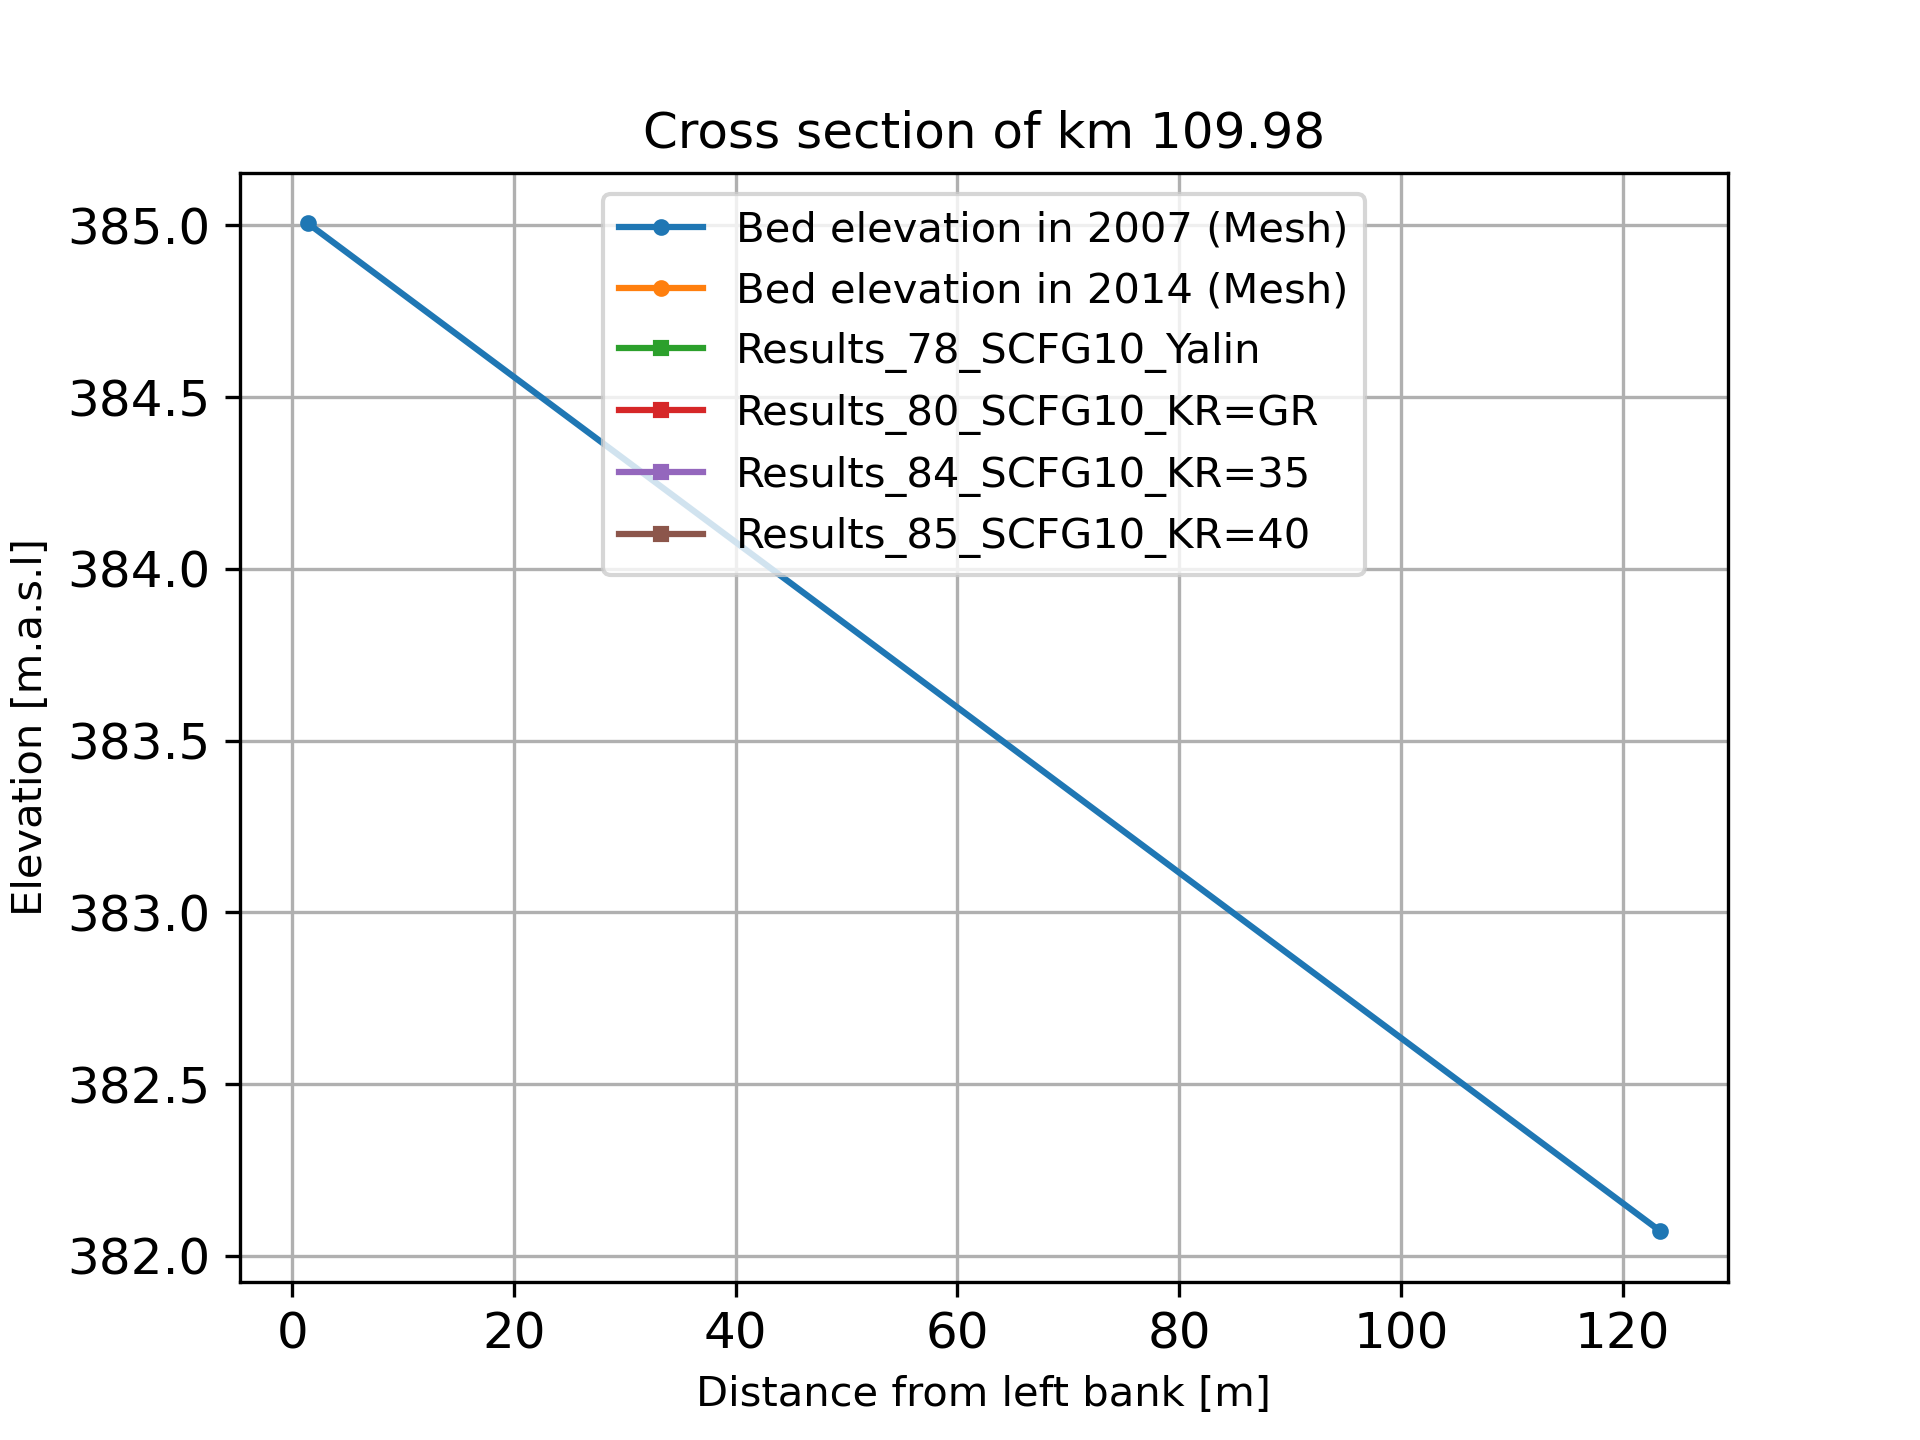 Cross section of km 109.98
Elevation [m.a.s.l]
385.0
384.5
384.0
383.5
383.0
382.5
382.0
Bed elevation in 2007 (Mesh)
Bed elevation in 2014 (Mesh)
Results_78_SCFG10_Yalin
Results_80_SCFG10_KR=GR
Results_84_SCFG10_KR=35
Results_85_SCFG10_KR=40
0 20 40 60 80 100 120
Distance from left bank [m]